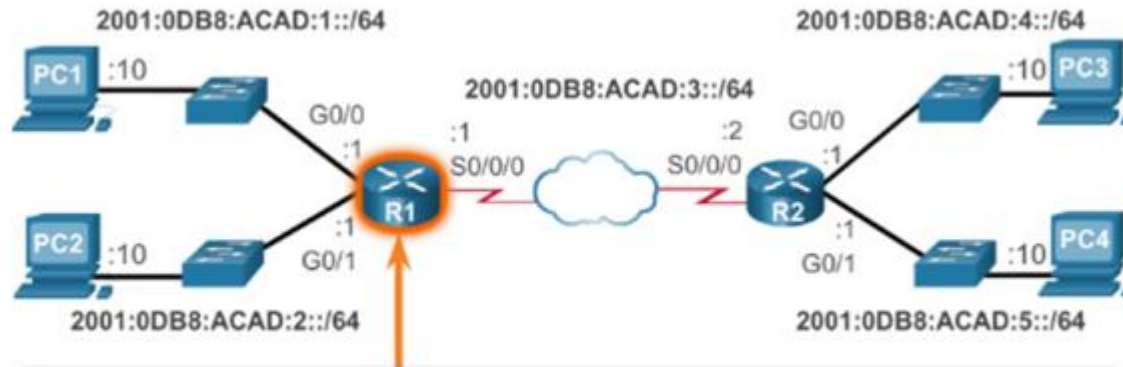 2001:0DB8:ACAD:1::/64
2001:0DB8:ACAD:4::/64
PC1
:10
:10
PC3
2001:0DB8:ACAD:3::/64
G0/0
:1
:2
G0/0
:1
S0/0/0
S0/0/0
:1
R1
R2
PC2
:10
:1
G0/1
:1
G0/1
:10
PC4
2001:0DB8:ACAD:2::/64
2001:0DB8:ACAD:5::/64